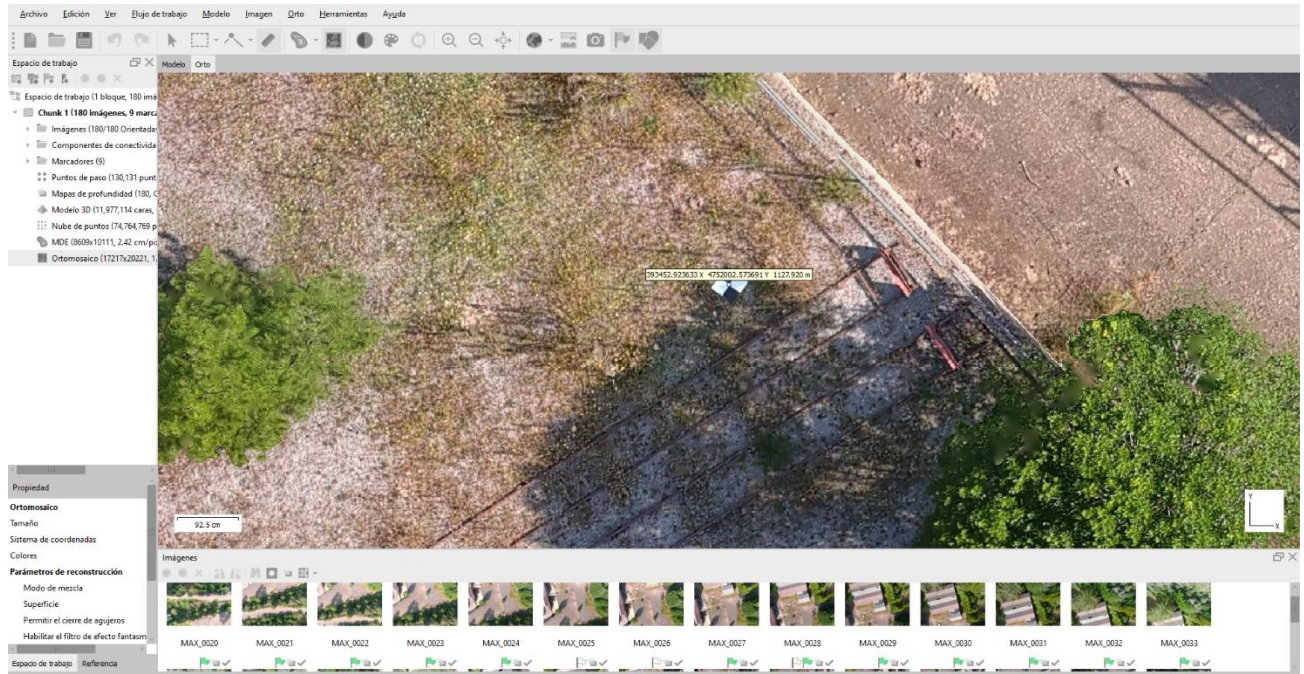 Archivo Edición Ver Flujo de trabajo Modelo Imagen Orto Herramientas Ayuda
Espacio de trabajo
Modelo Orto
Espacio de trabajo (1 bloque, 180 imá
Chunk 1 (180 imágenes, 9 marca
Imágenes (180/180 Orientada
Componentes de conectivida
Marcadores (9)
Puntos de paso (130,131 punt
Mapas de profundidad (180, C
Modelo 3D (11,977,114 caras,
Nube de puntos (74,764,769 p
MDE (8609x10111, 2.42 cm/pi
Ortomosaico (17217x20221, 1.
393452.923633 X 4752002.573691 Y 1127.920 m
92.5 cm
Y
X
Propiedad
Ortomosaico
Tamaño
Sistema de coordenadas
Colores
Parámetros de reconstrucción
Modo de mezcla
Superficie
Permitir el cierre de agujeros
Habilitar el filtro de efecto fantasm
Espacio de trabajo Referencia
Imágenes
MAX_0020 MAX_0021 MAX_0022 MAX_0023 MAX_0024 MAX_0025 MAX_0026 MAX_0027 MAX_0028 MAX_0029 MAX_0030 MAX_0031 MAX_0032 MAX_0033